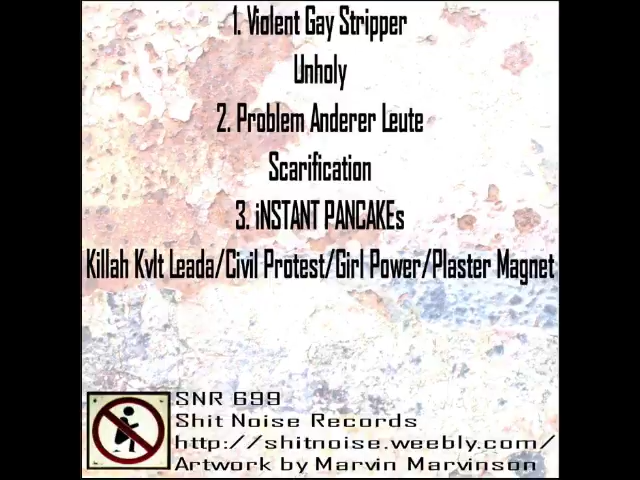 1. Violent Gay Stripper
Unholy
2. Problem Anderer Leute
Scarification
3. iNSTANT PANCAKEs
Killah Kvlt Leada/Civil Protest/Girl Power/Plaster Magnet
SNR 699
Shit Noise Records
http://shitnoise.weebly.com/
Artwork by Marvin Marvinson